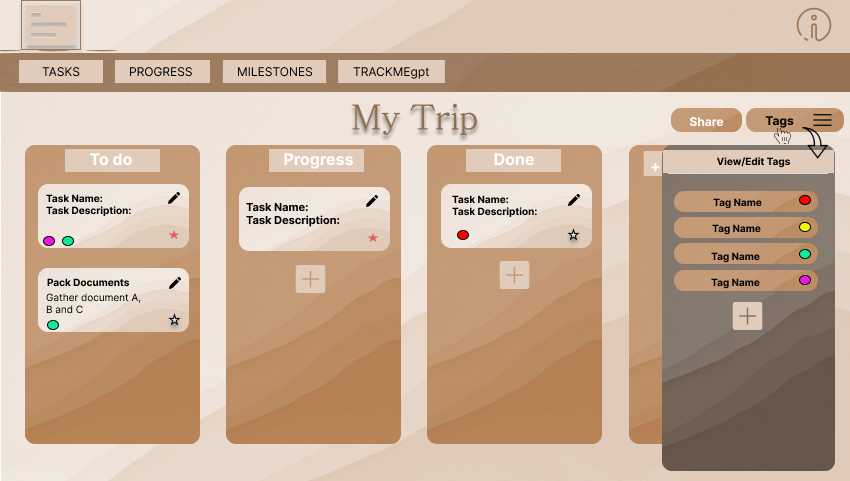 TASKS
PROGRESS
MILESTONES
TRACKMEgpt
My Trip
Share
Tags
To do
Task Name:
Task Description:
Pack Documents
Gather document A,
B and C
Progress
Task Name:
Task Description:
Done
Task Name:
Task Description:
+
View/Edit Tags
Tag Name
Tag Name
Tag Name
Tag Name